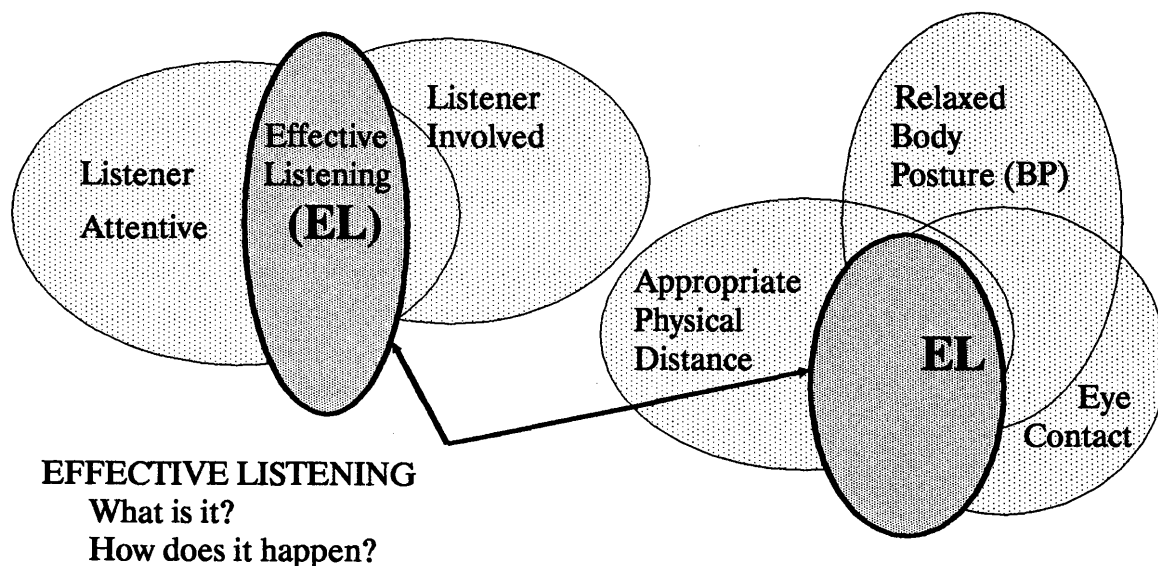 Listener
Attentive
Effective
Listening
(EL)
Listener
Involved
Relaxed
Body
Posture (BP)
Appropriate
Physical
Distance
EL
Eye
Contact
EFFECTIVE LISTENING
What is it?
How does it happen?